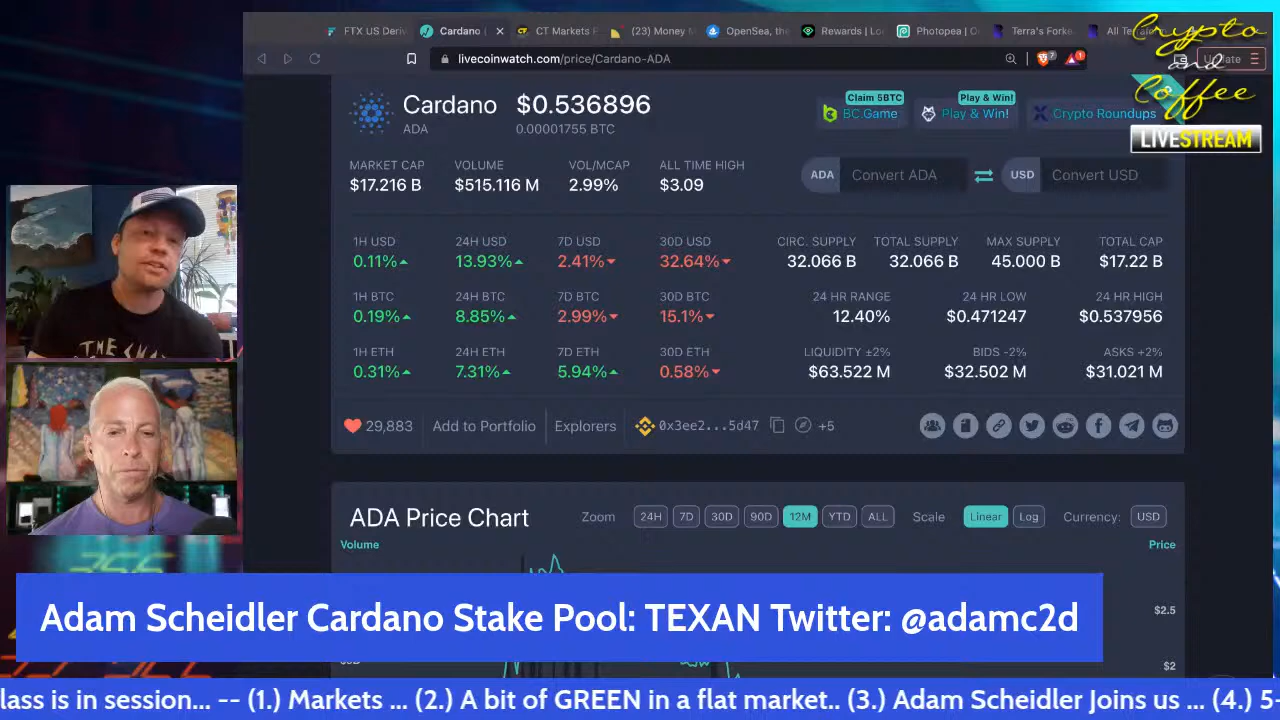 FTX US Deriv
Cardano (
CT Markets F
(23) Money M
OpenSea, the
Rewards | Lo
Photopea | O
Terra's Forke
All Terra
livecoinwatch.com/price/Cardano-ADA
7
1
Update
Crypto
and
Coffee
LIVESTREAM
Cardano
ADA
$0.536896
0.00001755 BTC
Claim 5BTC
BC.Game
Play & Win!
Play & Win!
Crypto Roundups
MARKET CAP
$17.216 B
VOLUME
$515.116 M
VOL/MCAP
2.99%
ALL TIME HIGH
$3.09
ADA Convert ADA
USD Convert USD
1H USD 24H USD 7D USD 30D USD CIRC. SUPPLY TOTAL SUPPLY MAX SUPPLY TOTAL CAP
0.11% 13.93% 2.41% 32.64% 32.066 B 32.066 B 45.000 B $17.22 B
1H BTC 24H BTC 7D BTC 30D BTC 24 HR RANGE 24 HR LOW 24 HR HIGH
0.19% 8.85% 2.99% 15.1% 12.40% $0.471247 $0.537956
1H ETH 24H ETH 7D ETH 30D ETH LIQUIDITY ±2% BIDS -2% ASKS +2%
0.31% 7.31% 5.94% 0.58% $63.522 M $32.502 M $31.021 M
29,883 Add to Portfolio Explorers 0x3ee2...5d47 +5
ADA Price Chart Zoom 24H 7D 30D 90D 12M YTD ALL Scale Linear Log Currency: USD
Volume Price
$2.5
$2
THE
Adam Scheidler Cardano Stake Pool: TEXAN Twitter: @adamc2d
lass is in session... -- (1.) Markets ... (2.) A bit of GREEN in a flat market.. (3.) Adam Scheidler Joins us ... (4.) 5-